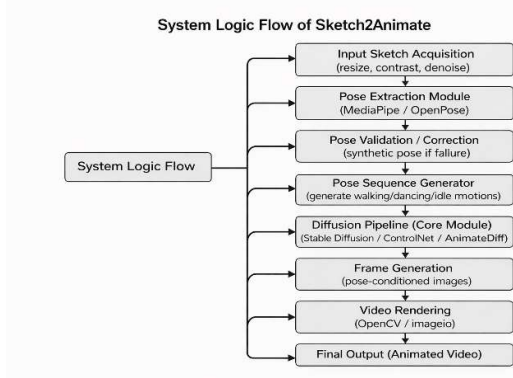 System Logic Flow of Sketch2Animate
System Logic Flow
Input Sketch Acquisition
(resize, contrast, denoise)
Pose Extraction Module
(MediaPipe / OpenPose)
Pose Validation / Correction
(synthetic pose if fallure)
Pose Sequence Generator
(generate walking/dancing/idle rmotions)
Diffusion Pipeline (Core Module)
(Stable Diffusion / ControlNet / AnimateDiff)
Frame Generation
(pose-conditioned images)
Video Rendering
(OpenCV / imageio)
Final Output (Animated Video)